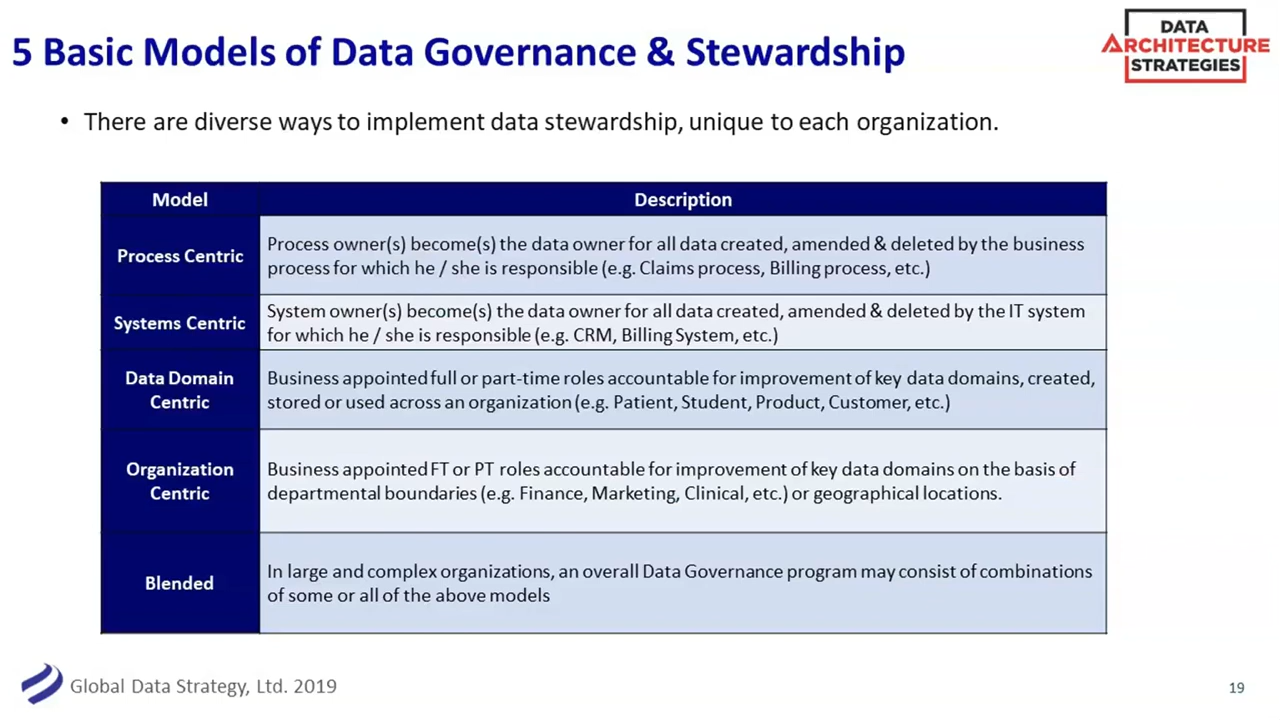 5 Basic Models of Data Governance & Stewardship
DATA
ARCHITECTURE
STRATEGIES
• There are diverse ways to implement data stewardship, unique to each organization.
Model
Description
Process Centric
Process owner(s) become(s) the data owner for all data created, amended & deleted by the business
process for which he / she is responsible (e.g. Claims process, Billing process, etc.)
Systems Centric
System owner(s) become(s) the data owner for all data created, amended & deleted by the IT system
for which he / she is responsible (e.g. CRM, Billing System, etc.)
Data Domain
Centric
Business appointed full or part-time roles accountable for improvement of key data domains, created,
stored or used across an organization (e.g. Patient, Student, Product, Customer, etc.)
Organization
Centric
Business appointed FT or PT roles accountable for improvement of key data domains on the basis of
departmental boundaries (e.g. Finance, Marketing, Clinical, etc.) or geographical locations.
Blended
In large and complex organizations, an overall Data Governance program may consist of combinations
of some or all of the above models
Global Data Strategy, Ltd. 2019
19